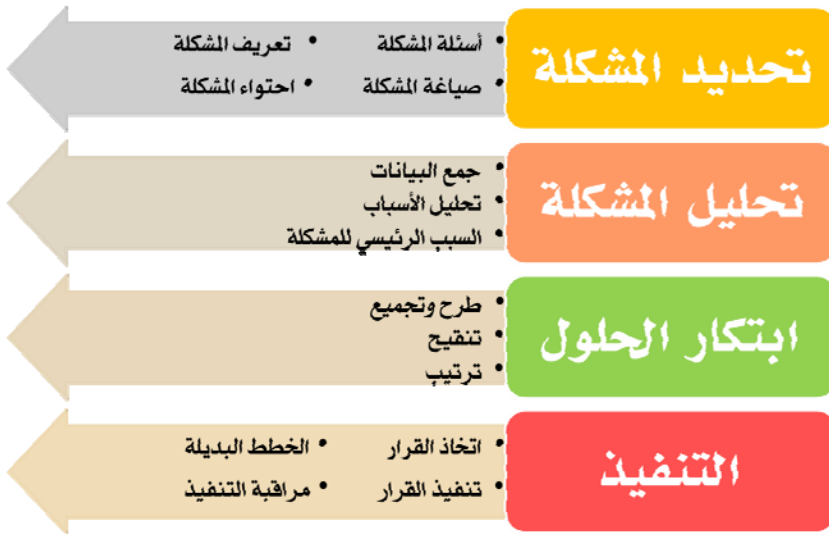 تحديد المشكلة
• أسئلة المشكلة
• صياغة المشكلة
• تعريف المشكلة
• احتواء المشكلة
تحليل المشكلة
• جمع البيانات
• تحليل الأسباب
• السبب الرئيسي للمشكلة
ابتكار الحلول
• طرح وتجميع
• تنقيح
• ترتيب
التنفيذ
• اتخاذ القرار
• تنفيذ القرار
• الخطط البديلة
• مراقبة التنفيذ